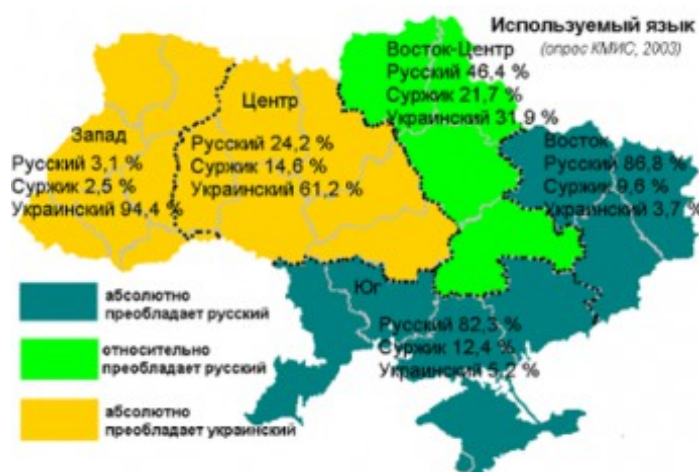 Используемый язык
(опрос КМИС, 2003)
Восток-Центр
Русский 46,4 %
Суржик 21,7 %
Украинский 31,9 %
Центр
Русский 24,2 %
Суржик 14,6 %
Украинский 61,2 %
Запад
Русский 3,1 %
Суржик 2,5 %
Украинский 94,4 %
Восток
Русский 86,8 %
Суржик 9,6 %
Украинский 3,7 %
Юг
Русский 82,3 %
Суржик 12,4 %
Украинский 5,2 %
абсолютно
преобладает русский
относительно
преобладает русский
абсолютно
преобладает украинский